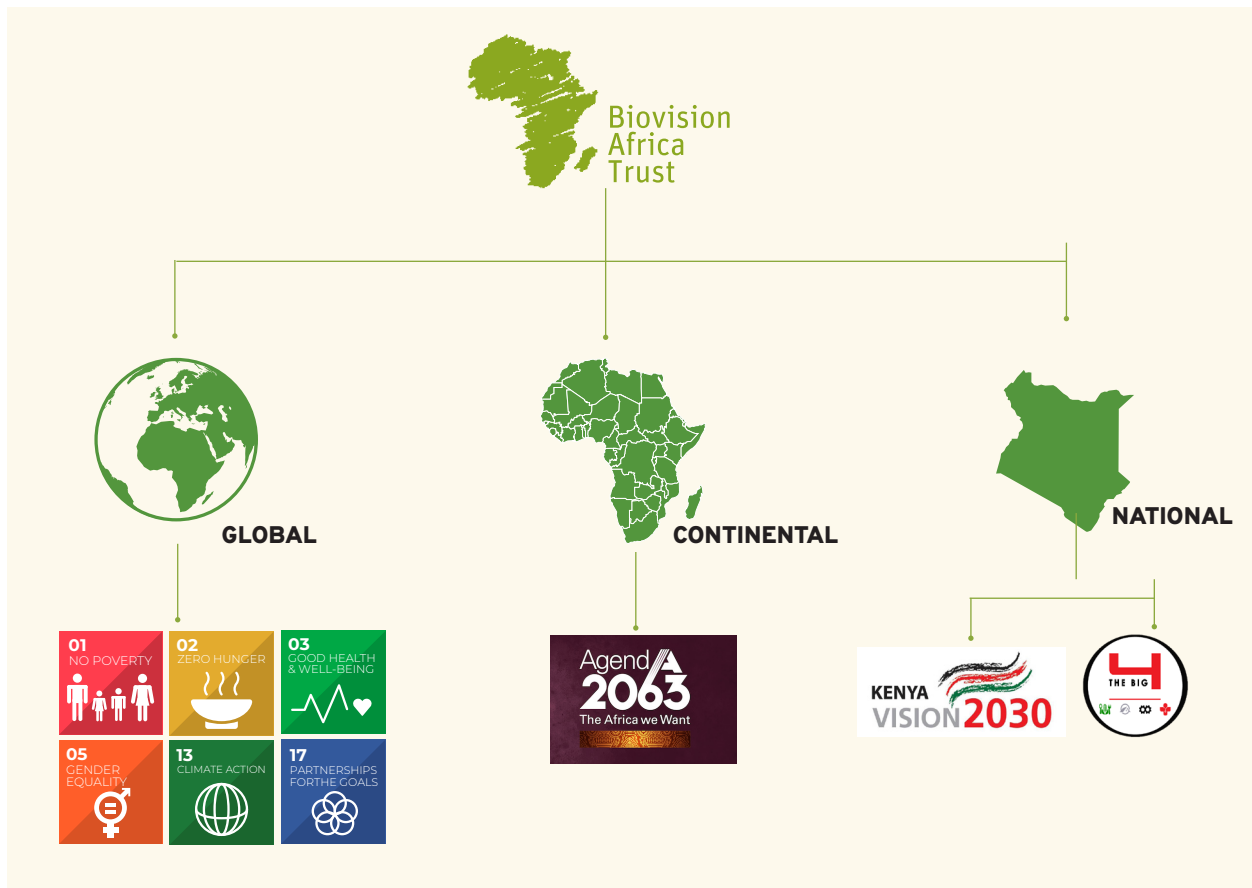 Biovision
Africa
Trust
GLOBAL
CONTINENTAL
NATIONAL
01
NO POVERTY
02
ZERO HUNGER
03
GOOD HEALTH
& WELL-BEING
05
GENDER
EQUALITY
13
CLIMATE ACTION
17
PARTNERSHIPS
FORTHE GOALS
AgendA
2063
The Africa we Want
KENYA
VISION 2030
4
THE BIG